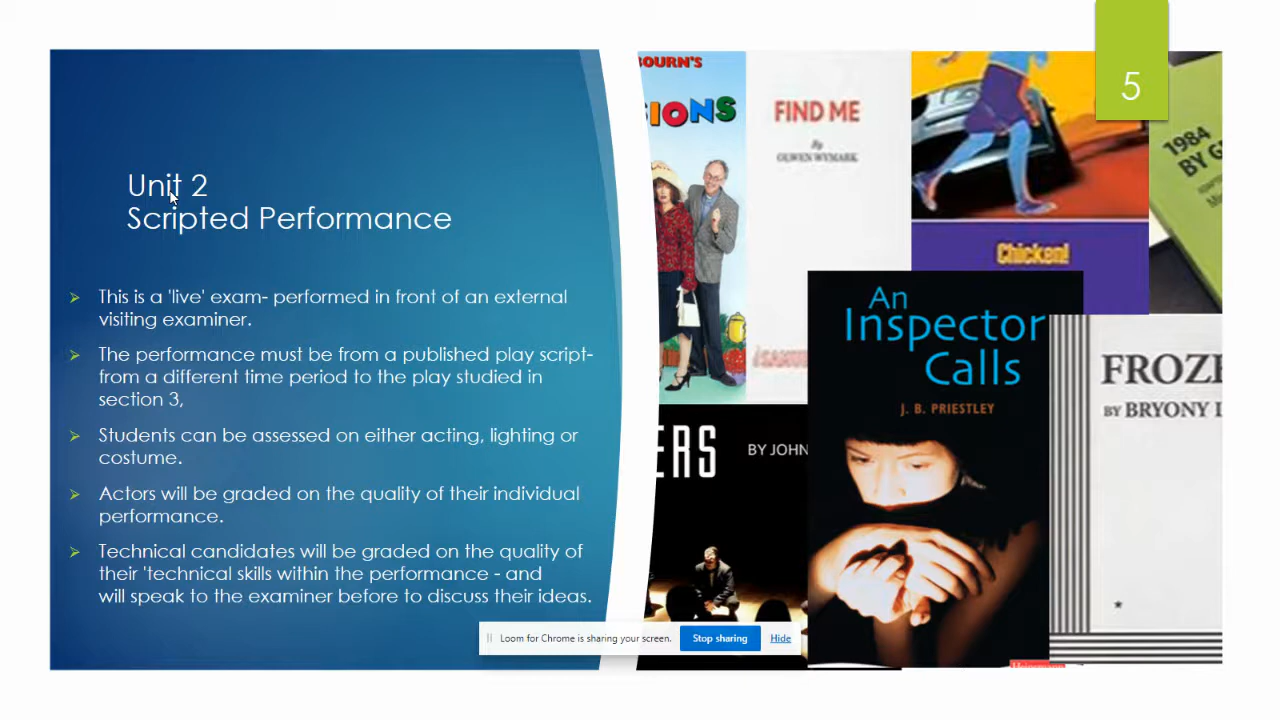 5
Unit 2
Scripted Performance
This is a 'live' exam- performed in front of an external
visiting examiner.
The performance must be from a published play script-
from a different time period to the play studied in
section 3,
Students can be assessed on either acting, lighting or
costume.
Actors will be graded on the quality of their individual
performance.
Technical candidates will be graded on the quality of
their 'technical skills within the performance - and
will speak to the examiner before to discuss their ideas.
BOURN'S
IONS
FIND ME
By
OLWEN WYMARK
Chicken!
1984
BY G
An
Inspector
Calls
J. B. PRIESTLEY
FROZE
BY BRYONY L
ERS
BY JOHN
Loom for Chrome is sharing your screen.
Stop sharing
Hide